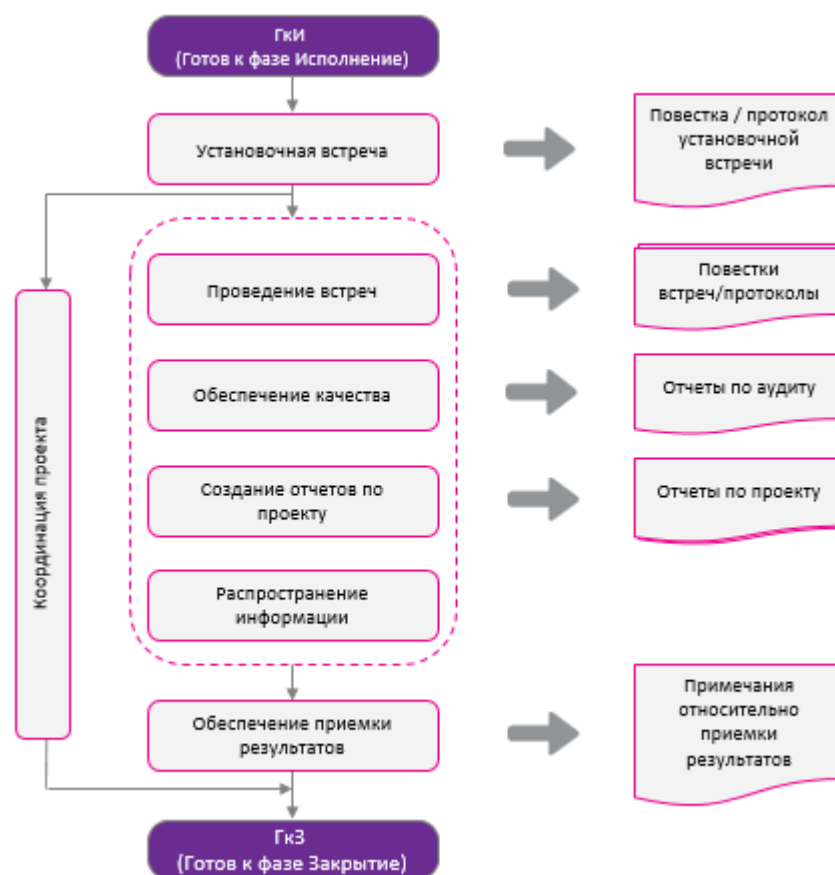 ГкИ
(Готов к фазе Исполнение)
Установочная встреча
Повестка / протокол
установочной
встречи
Проведение встреч
Повестки
встреч/протоколы
Обеспечение качества
Отчеты по аудиту
Координация проекта
Создание отчетов по
проекту
Отчеты по проекту
Распространение
информации
Обеспечение приемки
результатов
Примечания
относительно
приемки
результатов
ГкЗ
(Готов к фазе Закрытие)